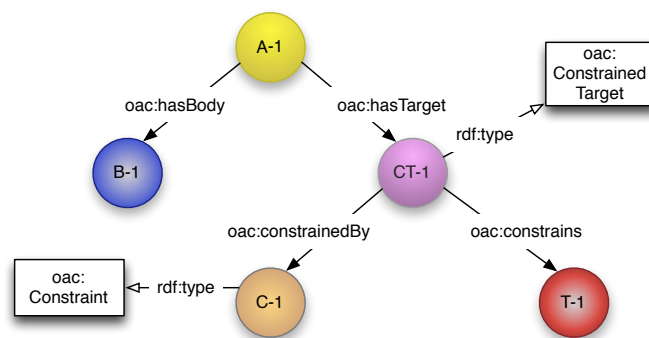 A-1
oac:
Constrained
Target
oac:hasBody
oac:hasTarget
rdf:type
B-1
CT-1
oac:constrainedBy
oac:constrains
oac:
Constraint
rdf:type
C-1
T-1